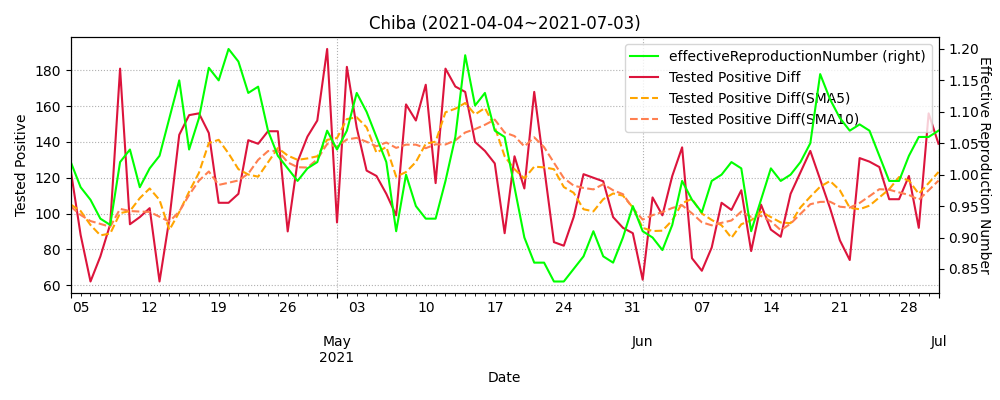 Chiba (2021-04-04~2021-07-03)
effectiveReproductionNumber (right)
Tested Positive Diff
Tested Positive Diff(SMA5)
Tested Positive Diff(SMA10)
Tested Positive
180
160
140
120
100
80
60
1.20
1.15
1.10
1.05
1.00
0.95
0.90
0.85
Effective Reproduction Number
05 12 19 26 03 10 17 24 31 07 14 21 28
May Jun Jul
2021
Date